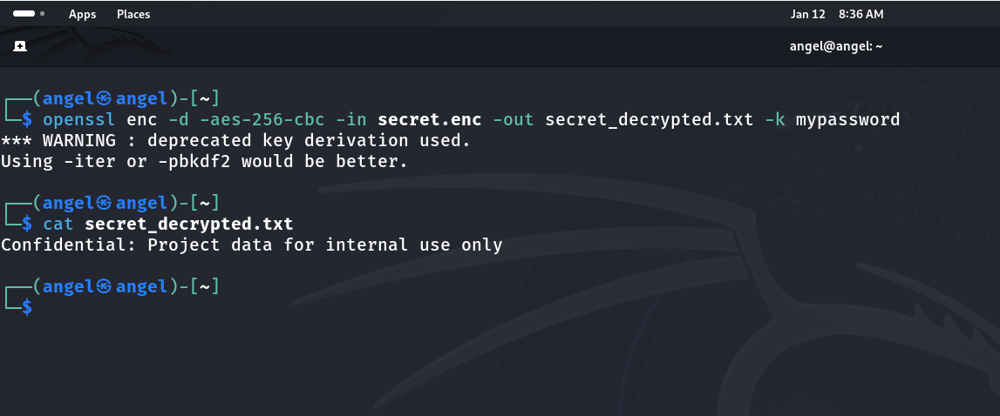 Apps Places Jan 12 8:36 AM
angel@angel: ~
┌──(angel㉿angel)-[~]
└─$ openssl enc -d -aes-256-cbc -in secret.enc -out secret_decrypted.txt -k mypassword
*** WARNING : deprecated key derivation used.
Using -iter or -pbkdf2 would be better.
┌──(angel㉿angel)-[~]
└─$ cat secret_decrypted.txt
Confidential: Project data for internal use only
┌──(angel㉿angel)-[~]
└─$